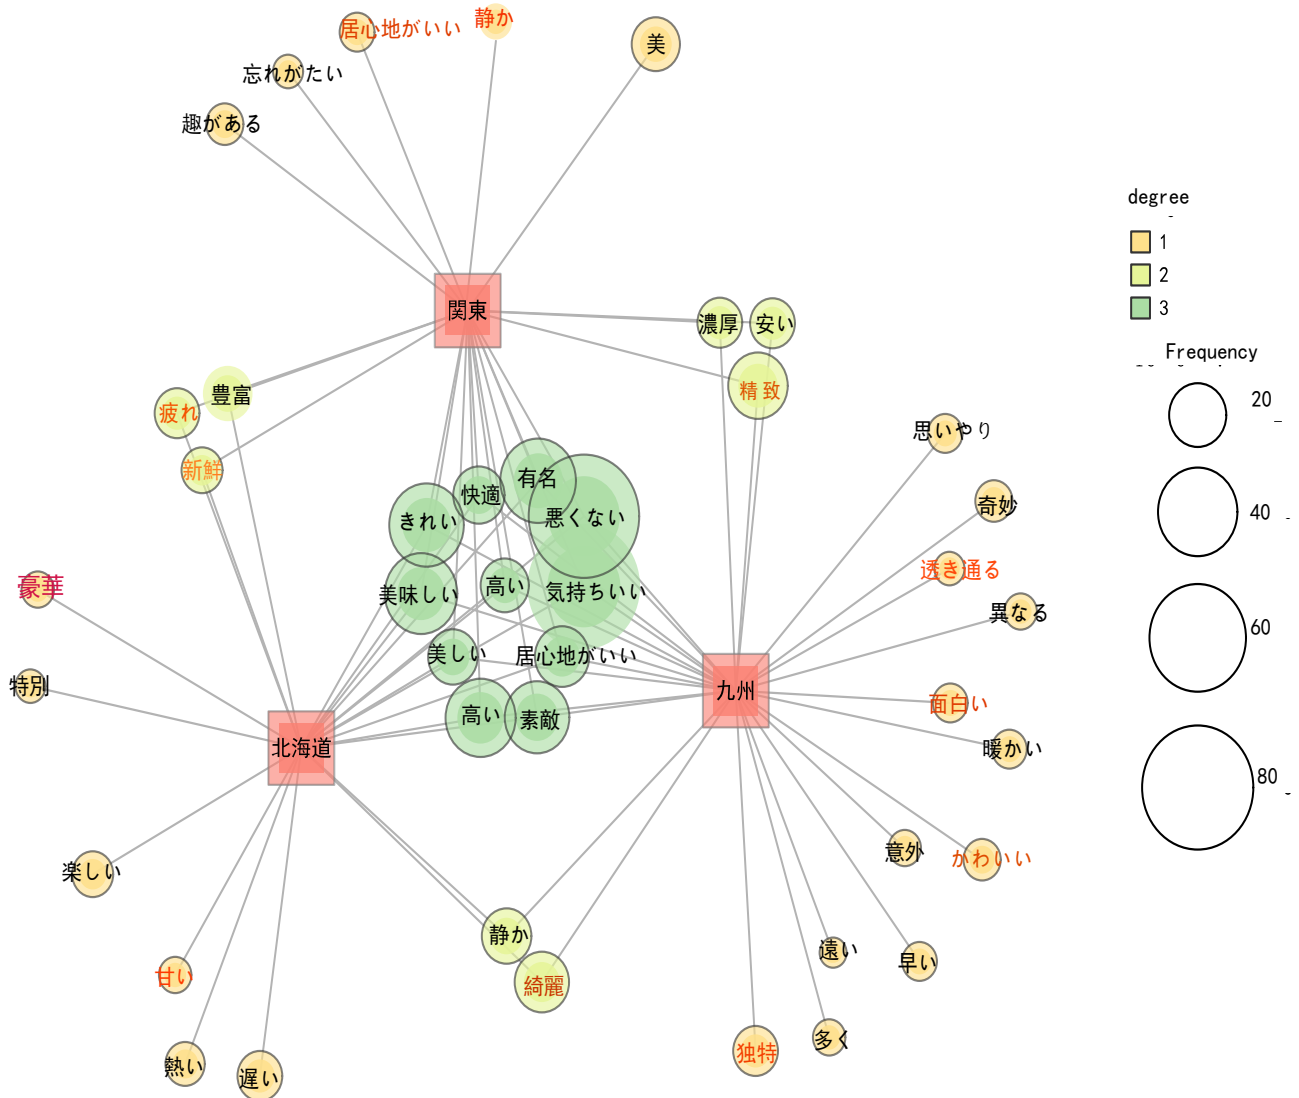 居心地がいい
静か
美
忘れがたい
趣がある
degree
1
2
3
関東
濃厚
安い
Frequency
20
豊富
疲れ
精致
思いやり
新鮮
有名
快適
きれい
悪くない
奇妙
40
豪華
美味しい
高い
気持ちいい
透き通る
異なる
60
特別
美しい
居心地がいい
九州
面白い
高い
素敵
北海道
暖かい
80
楽しい
意外
かわいい
静か
遠い
早い
甘い
綺麗
熱い
遅い
独特
多く